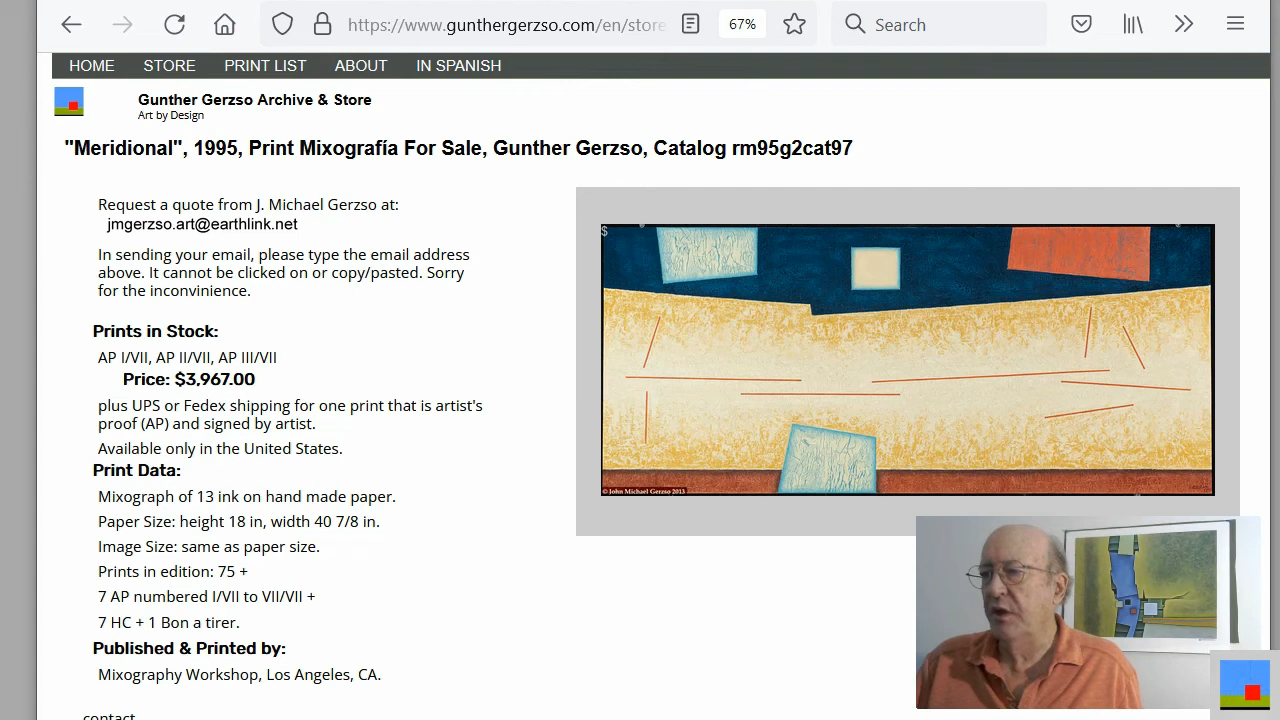 https://www.gunthergerzso.com/en/store
67%
Search
HOME STORE PRINT LIST ABOUT IN SPANISH
Gunther Gerzso Archive & Store
Art by Design
"Meridional", 1995, Print Mixografía For Sale, Gunther Gerzso, Catalog rm95g2cat97
Request a quote from J. Michael Gerzso at:
jmgerzso.art@earthlink.net
In sending your email, please type the email address
above. It cannot be clicked on or copy/pasted. Sorry
for the inconvinience.
Prints in Stock:
AP I/VII, AP II/VII, AP III/VII
Price: $3,967.00
plus UPS or Fedex shipping for one print that is artist's
proof (AP) and signed by artist.
Available only in the United States.
Print Data:
Mixograph of 13 ink on hand made paper.
Paper Size: height 18 in, width 40 7/8 in.
Image Size: same as paper size.
Prints in edition: 75 +
7 AP numbered I/VII to VII/VII +
7 HC + 1 Bon a tirer.
Published & Printed by:
Mixography Workshop, Los Angeles, CA.
contact
$
© John Michael Gerzso 2013